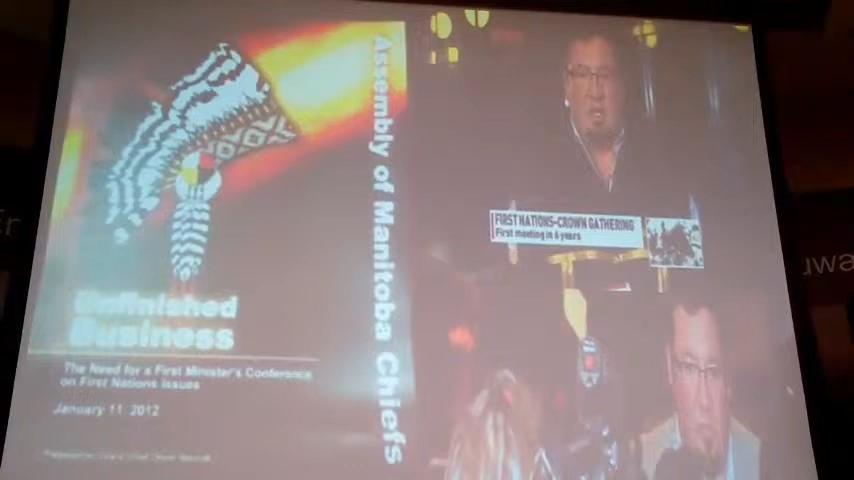 Unfinished
Business
The Need for a First Minister's Conference
on First Nations Issues
January 11, 2012
Assembly of Manitoba Chiefs
FIRST NATIONS-CROWN GATHERING
First meeting in 6 years
uwa